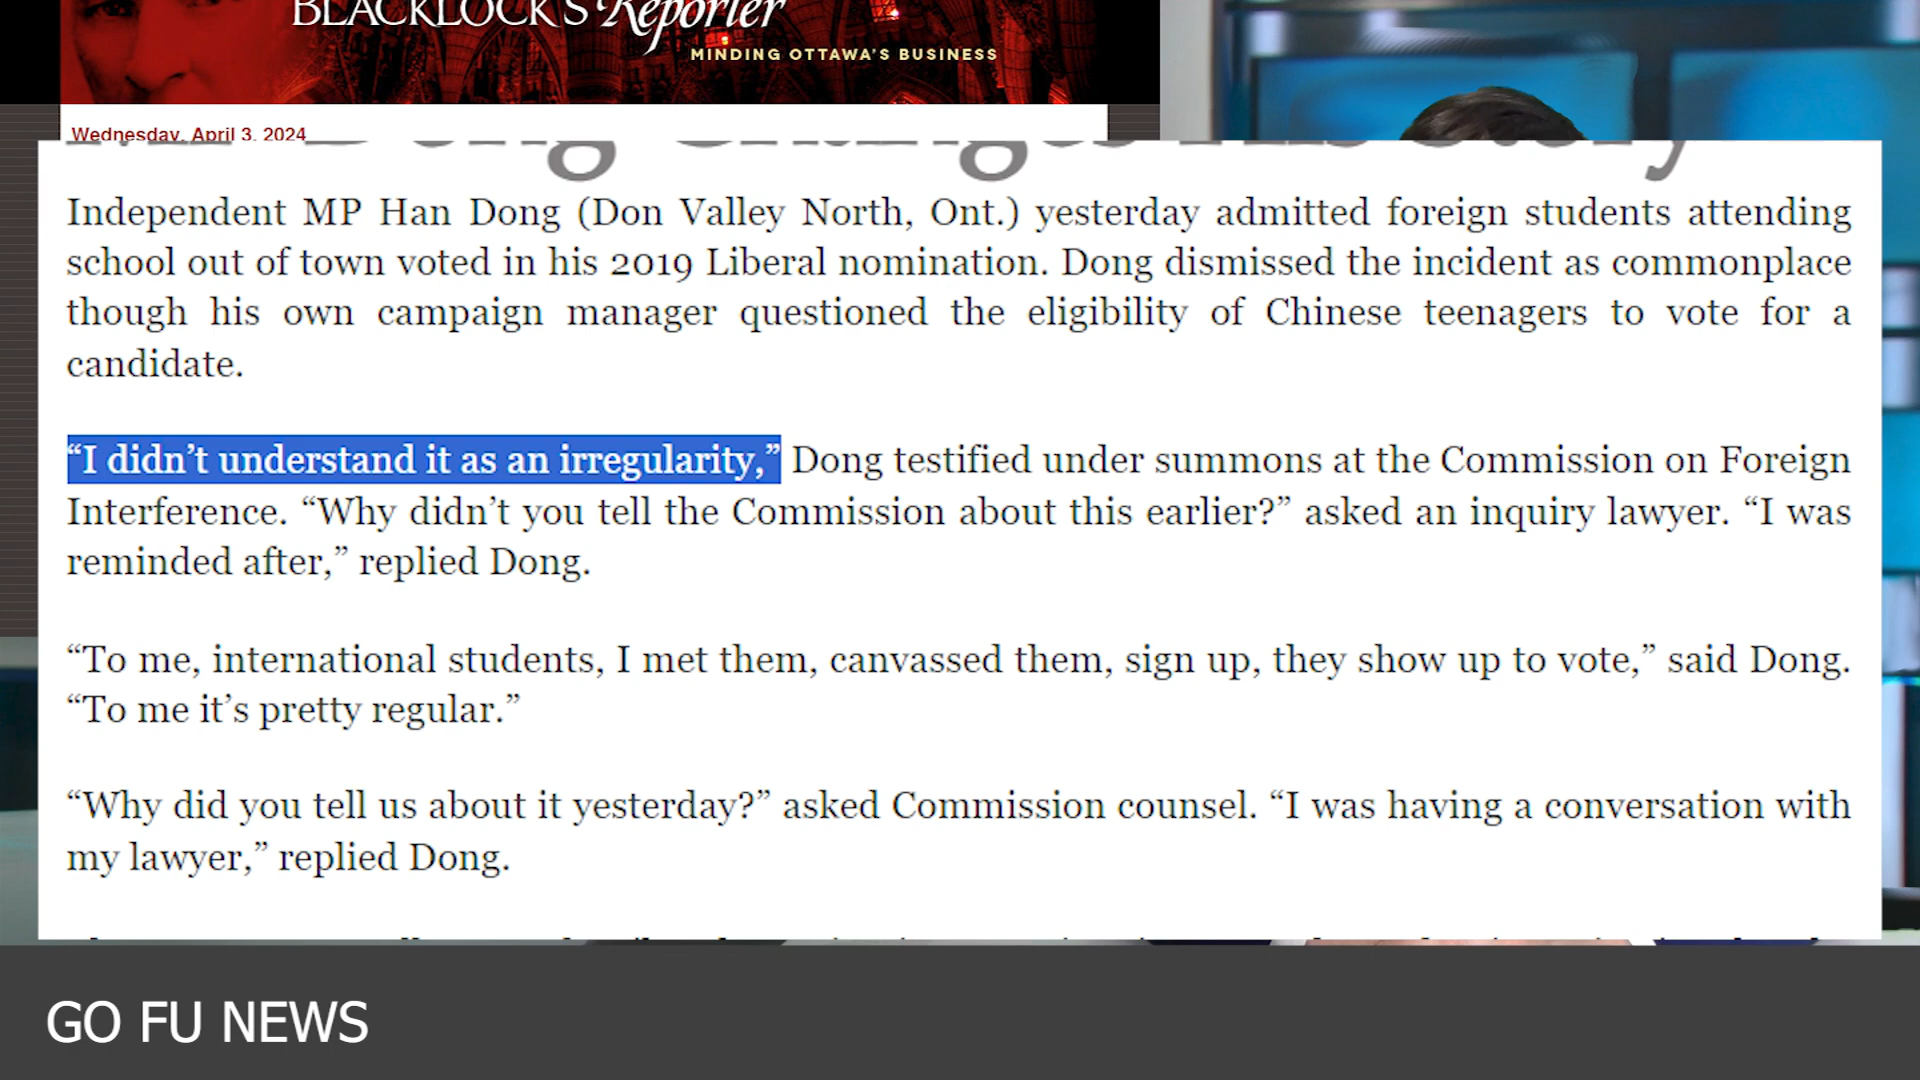 BLACKLOCK'S Reporter
MINDING OTTAWA'S BUSINESS
Wednesday, April 3, 2024
Dong Changes His Story
Independent MP Han Dong (Don Valley North, Ont.) yesterday admitted foreign students attending
school out of town voted in his 2019 Liberal nomination. Dong dismissed the incident as commonplace
though his own campaign manager questioned the eligibility of Chinese teenagers to vote for a
candidate.
“I didn’t understand it as an irregularity,” Dong testified under summons at the Commission on Foreign
Interference. “Why didn’t you tell the Commission about this earlier?” asked an inquiry lawyer. “I was
reminded after,” replied Dong.
“To me, international students, I met them, canvassed them, sign up, they show up to vote,” said Dong.
“To me it’s pretty regular.”
“Why did you tell us about it yesterday?” asked Commission counsel. “I was having a conversation with
my lawyer,” replied Dong.
GO FU NEWS